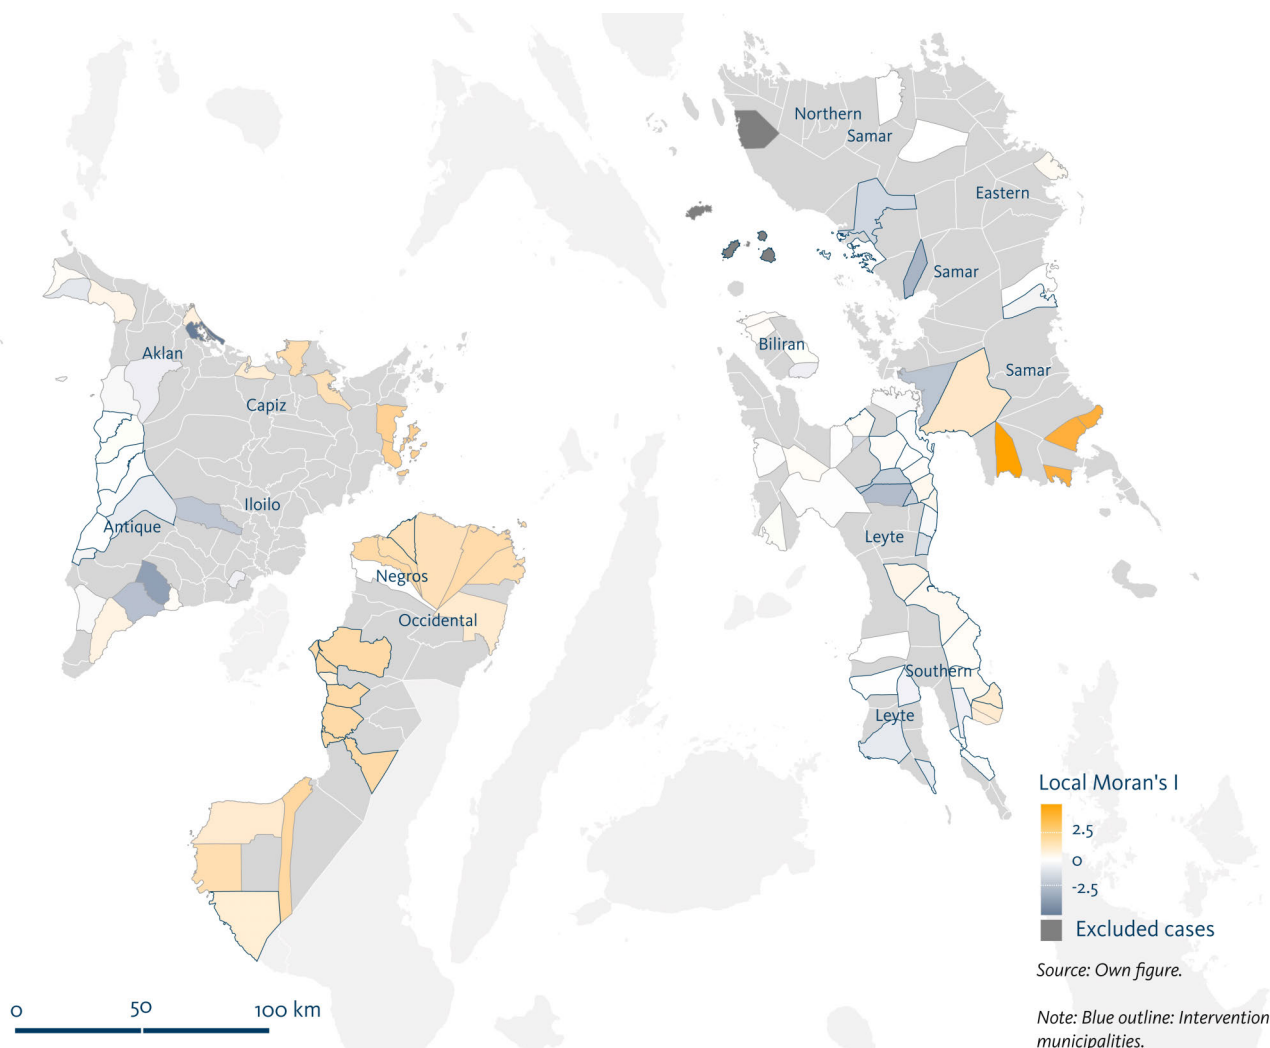 Northern
Samar
Eastern
Samar
Biliran
Samar
Aklan
Capiz
Iloilo
Antique
Negros
Occidental
Leyte
Southern
Leyte
Local Moran's I
2.5
0
-2.5
Excluded cases
Source: Own figure.
Note: Blue outline: Intervention
municipalities.
0 50 100 km